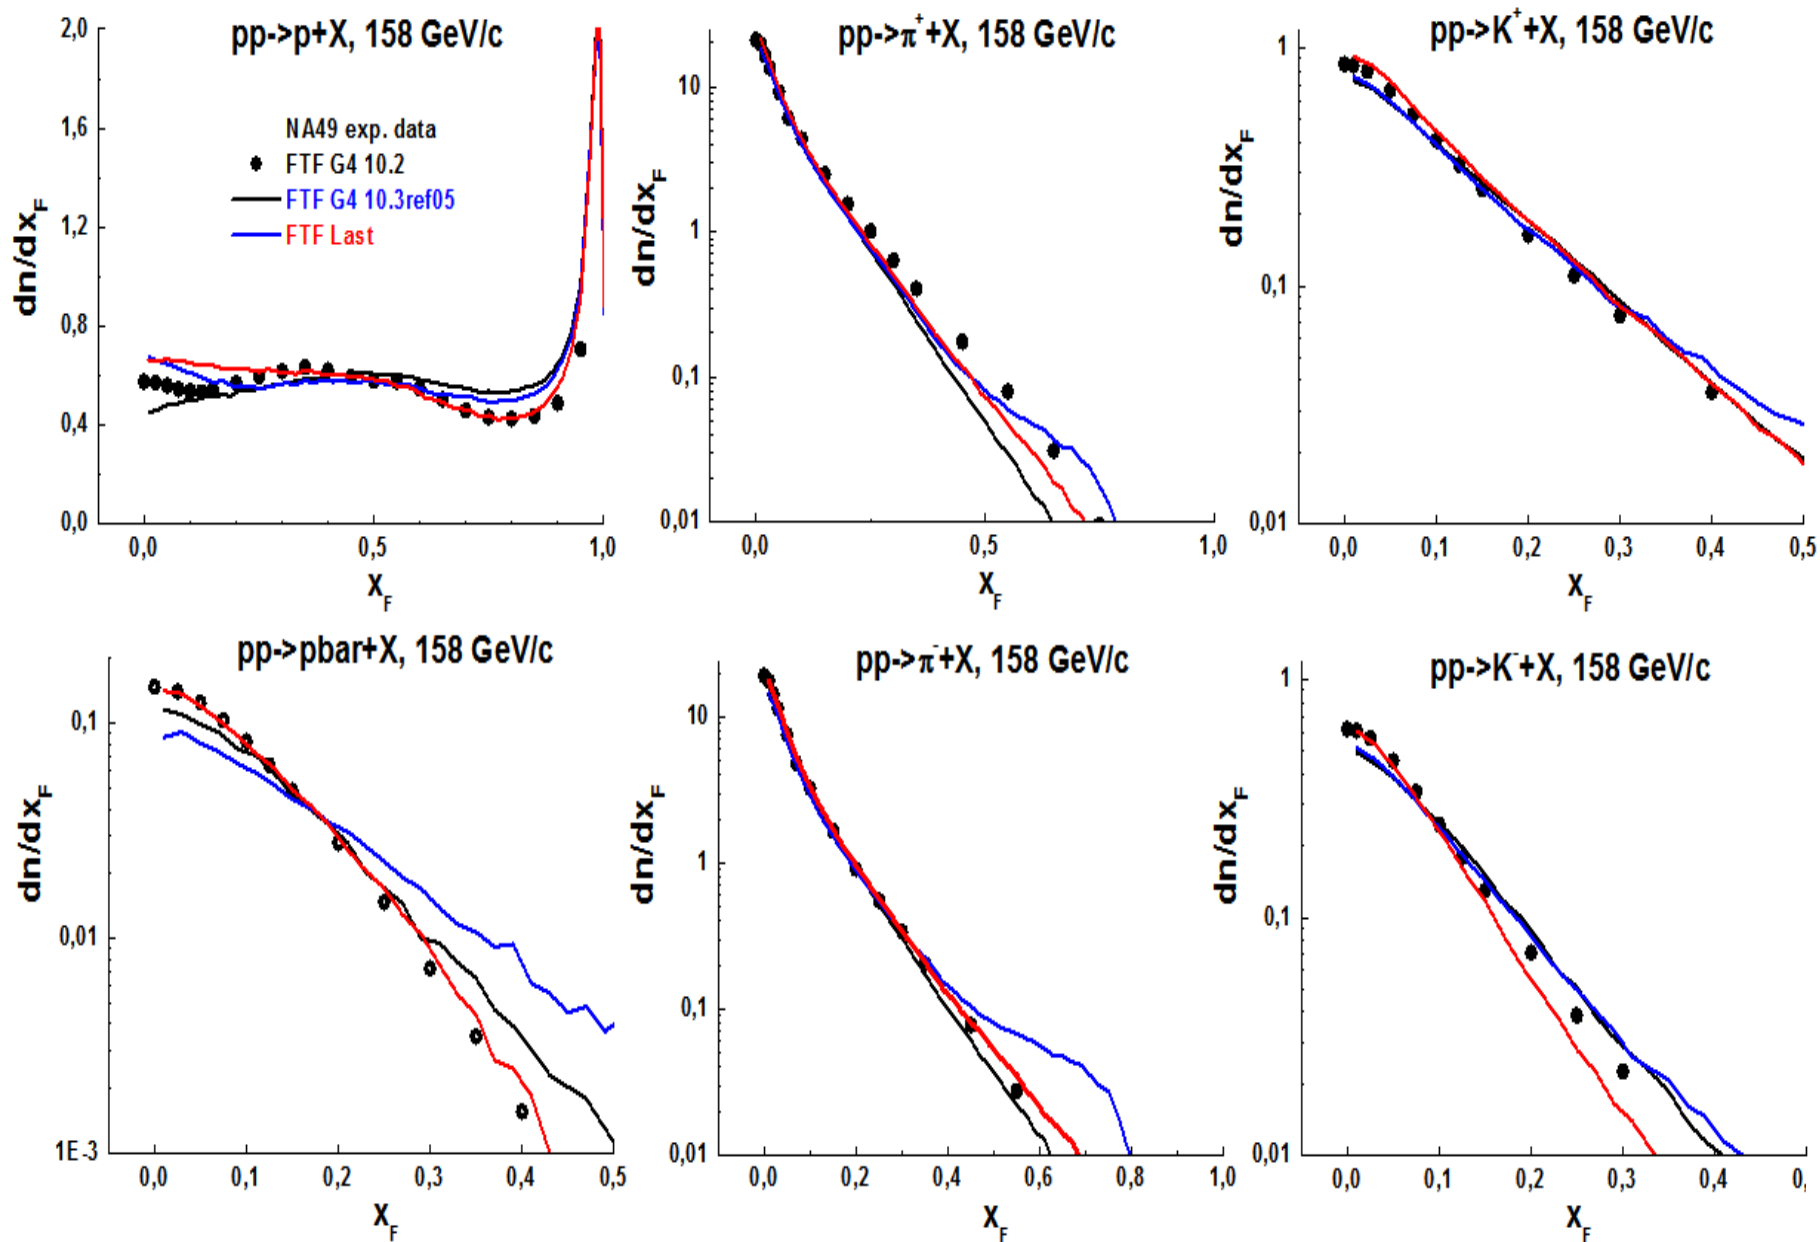 pp->p+X, 158 GeV/c
2,0
1,6
1,2
0,8
0,4
0,0
dn/dx_F
NA49 exp. data
FTF G4 10.2
FTF G4 10.3ref05
FTF Last
0,0 0,5 1,0
X_F
pp->π⁺+X, 158 GeV/c
10
1
0,1
0,01
dn/dx_F
0,0 0,5 1,0
X_F
pp->K⁺+X, 158 GeV/c
1
0,1
0,01
dn/dx_F
0,0 0,1 0,2 0,3 0,4 0,5
X_F
pp->pbar+X, 158 GeV/c
0,1
0,01
1E-3
dn/dx_F
0,0 0,1 0,2 0,3 0,4 0,5
X_F
pp->π⁻+X, 158 GeV/c
10
1
0,1
0,01
dn/dx_F
0,0 0,2 0,4 0,6 0,8 1,0
X_F
pp->K⁻+X, 158 GeV/c
1
0,1
0,01
dn/dx_F
0,0 0,1 0,2 0,3 0,4 0,
X_F